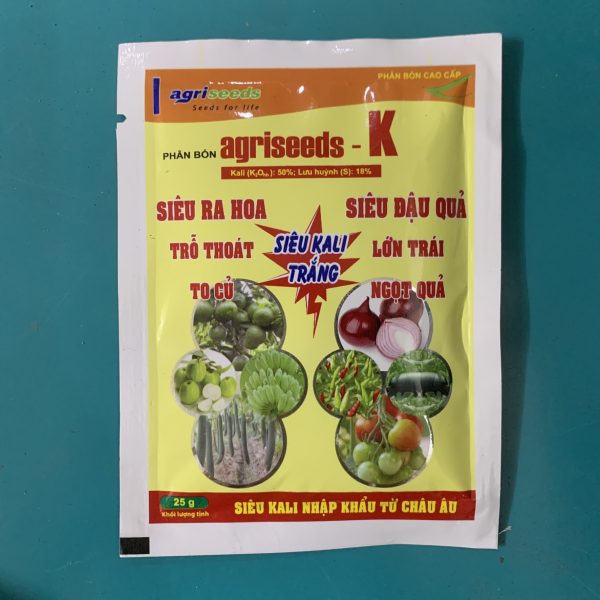 PHÂN BÓN CAO CẤP
agriseeds
Seeds for life
PHÂN BÓN agriseeds - K
Kali (K₂Oₕₕ): 50%; Lưu huỳnh (S): 18%
SIÊU RA HOA
SIÊU ĐẬU QUẢ
TRỖ THOÁT
SIÊU KALI
TRẮNG
LỚN TRÁI
TO CỦ
NGỌT QUẢ
25 g
Khối lượng tịnh
SIÊU KALI NHẬP KHẨU TỪ CHÂU ÂU